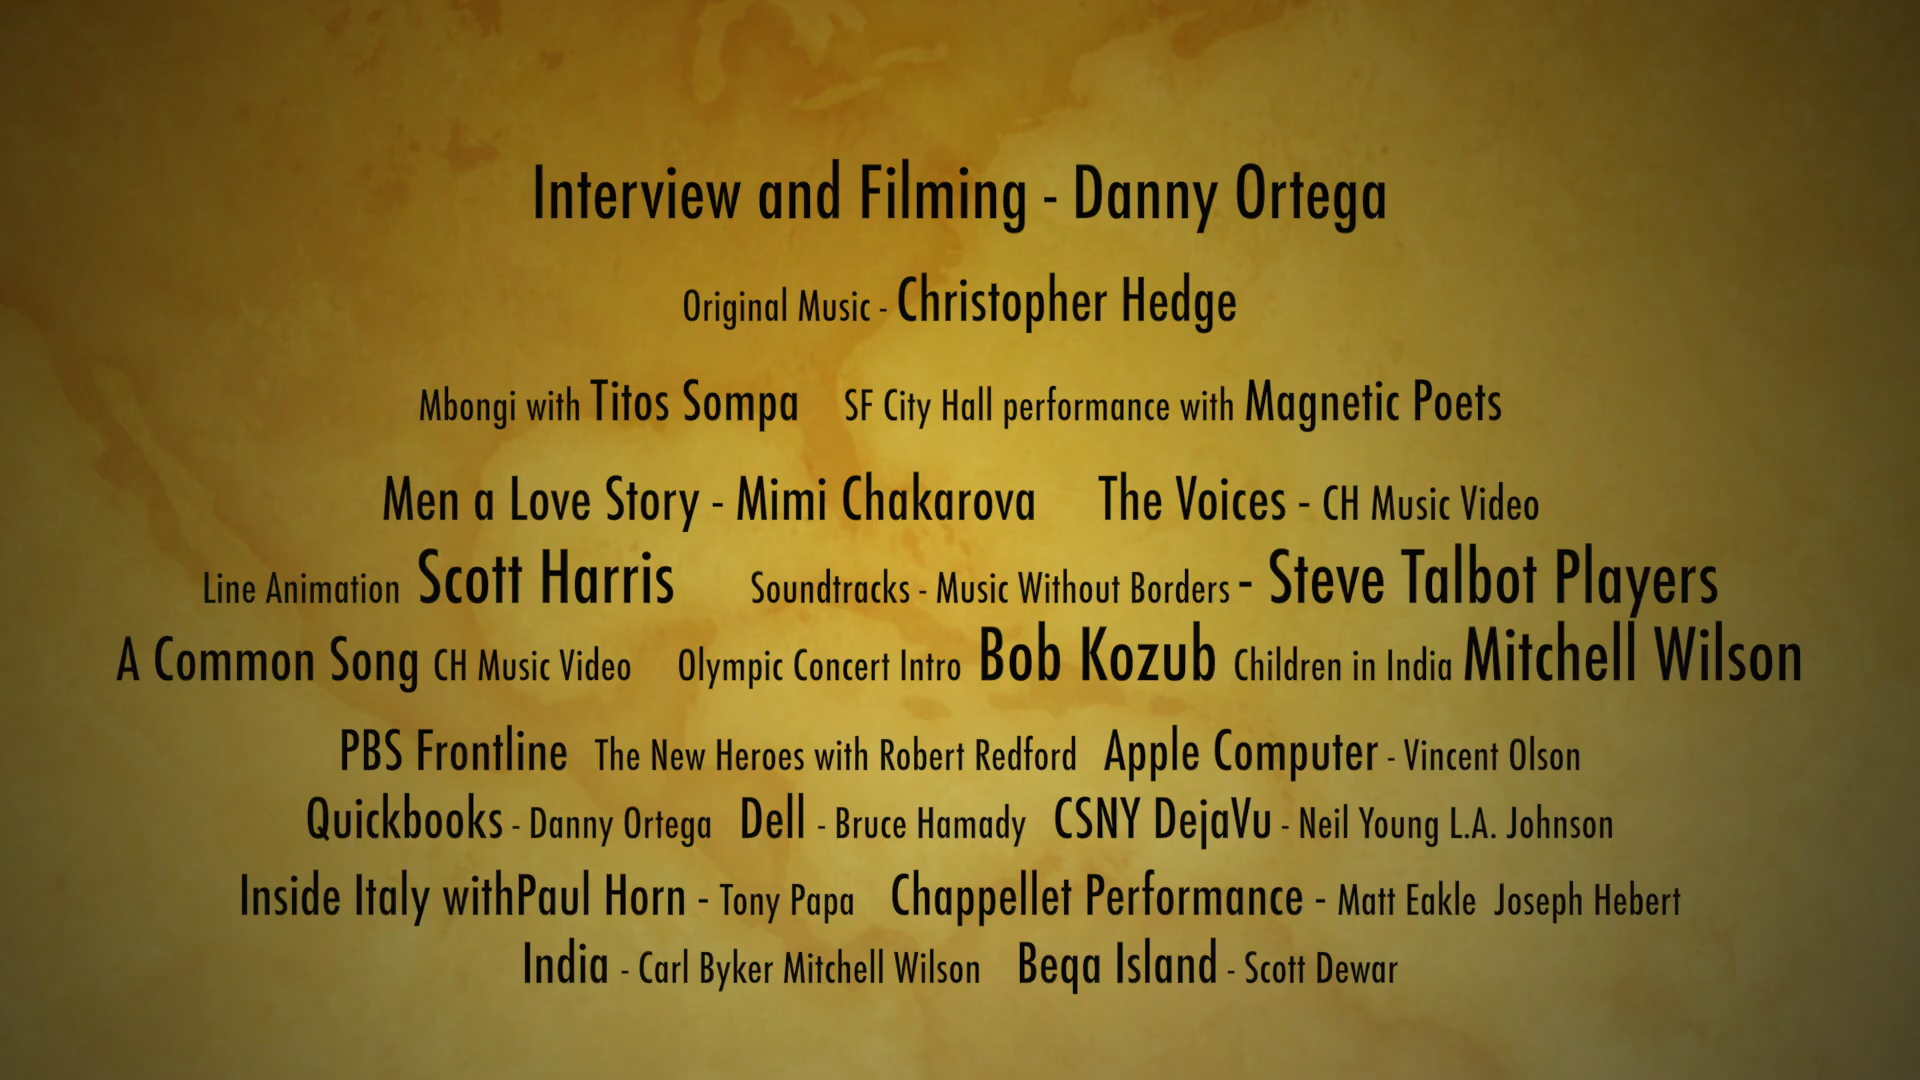 Interview and Filming - Danny Ortega
Original Music - Christopher Hedge
Mbongi with Titos Sompa SF City Hall performance with Magnetic Poets
Men a Love Story - Mimi Chakarova The Voices - CH Music Video
Line Animation Scott Harris Soundtracks - Music Without Borders - Steve Talbot Players
A Common Song CH Music Video Olympic Concert Intro Bob Kozub Children in India Mitchell Wilson
PBS Frontline The New Heroes with Robert Redford Apple Computer - Vincent Olson
Quickbooks - Danny Ortega Dell - Bruce Hamady CSNY DejaVu - Neil Young L.A. Johnson
Inside Italy withPaul Horn - Tony Papa Chappellet Performance - Matt Eakle Joseph Hebert
India - Carl Byker Mitchell Wilson Beqa Island - Scott Dewar